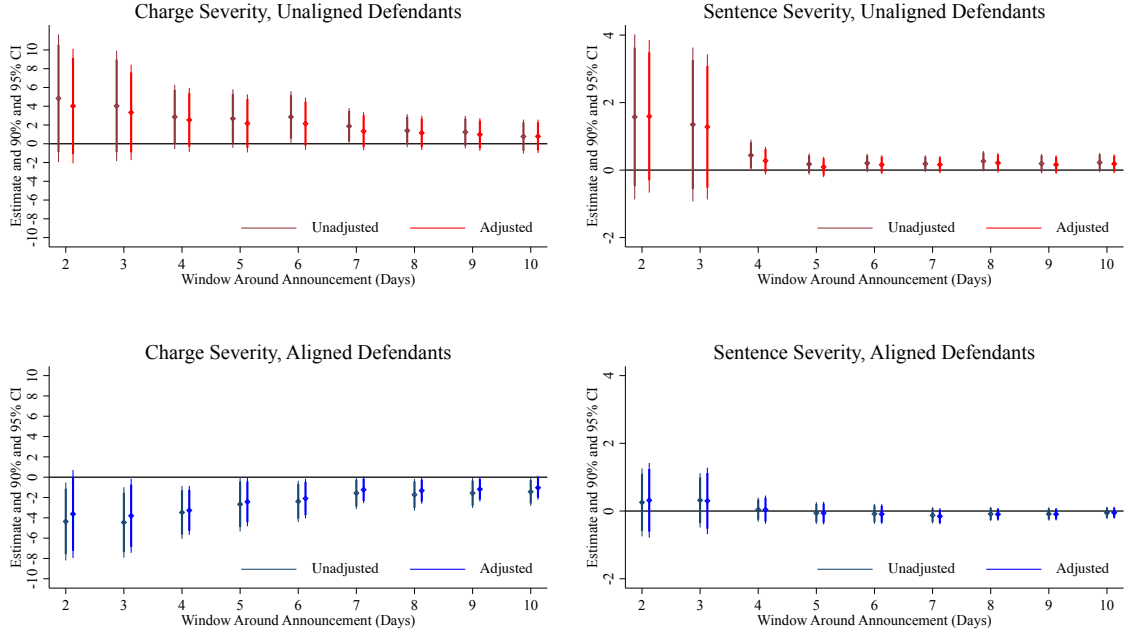 Charge Severity, Unaligned Defendants
Estimate and 90% and 95% CI
10
8
6
4
2
0
-2
-4
-6
-8
-10
Unadjusted Adjusted
2 3 4 5 6 7 8 9 10
Window Around Announcement (Days)
Sentence Severity, Unaligned Defendants
Estimate and 90% and 95% CI
4
2
0
-2
Unadjusted Adjusted
2 3 4 5 6 7 8 9 10
Window Around Announcement (Days)
Charge Severity, Aligned Defendants
Estimate and 90% and 95% CI
10
8
6
4
2
0
-2
-4
-6
-8
-10
Unadjusted Adjusted
2 3 4 5 6 7 8 9 10
Window Around Announcement (Days)
Sentence Severity, Aligned Defendants
Estimate and 90% and 95% CI
4
2
0
-2
Unadjusted Adjusted
2 3 4 5 6 7 8 9 10
Window Around Announcement (Days)